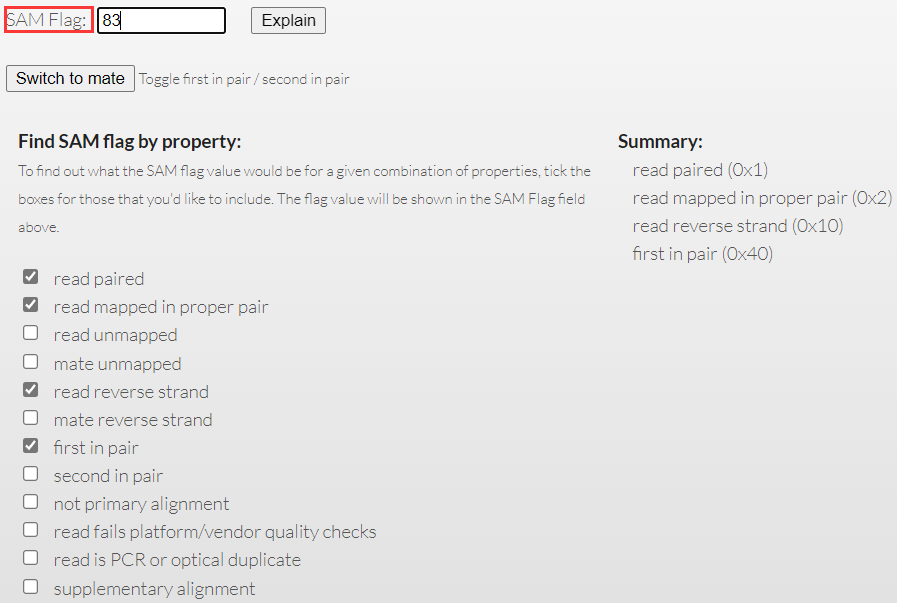 SAM Flag: 83 Explain
Switch to mate Toggle first in pair / second in pair
Find SAM flag by property:
To find out what the SAM flag value would be for a given combination of properties, tick the
boxes for those that you'd like to include. The flag value will be shown in the SAM Flag field
above.
read paired
read mapped in proper pair
read unmapped
mate unmapped
read reverse strand
mate reverse strand
first in pair
second in pair
not primary alignment
read fails platform/vendor quality checks
read is PCR or optical duplicate
supplementary alignment
Summary:
read paired (0x1)
read mapped in proper pair (0x2)
read reverse strand (0x10)
first in pair (0x40)